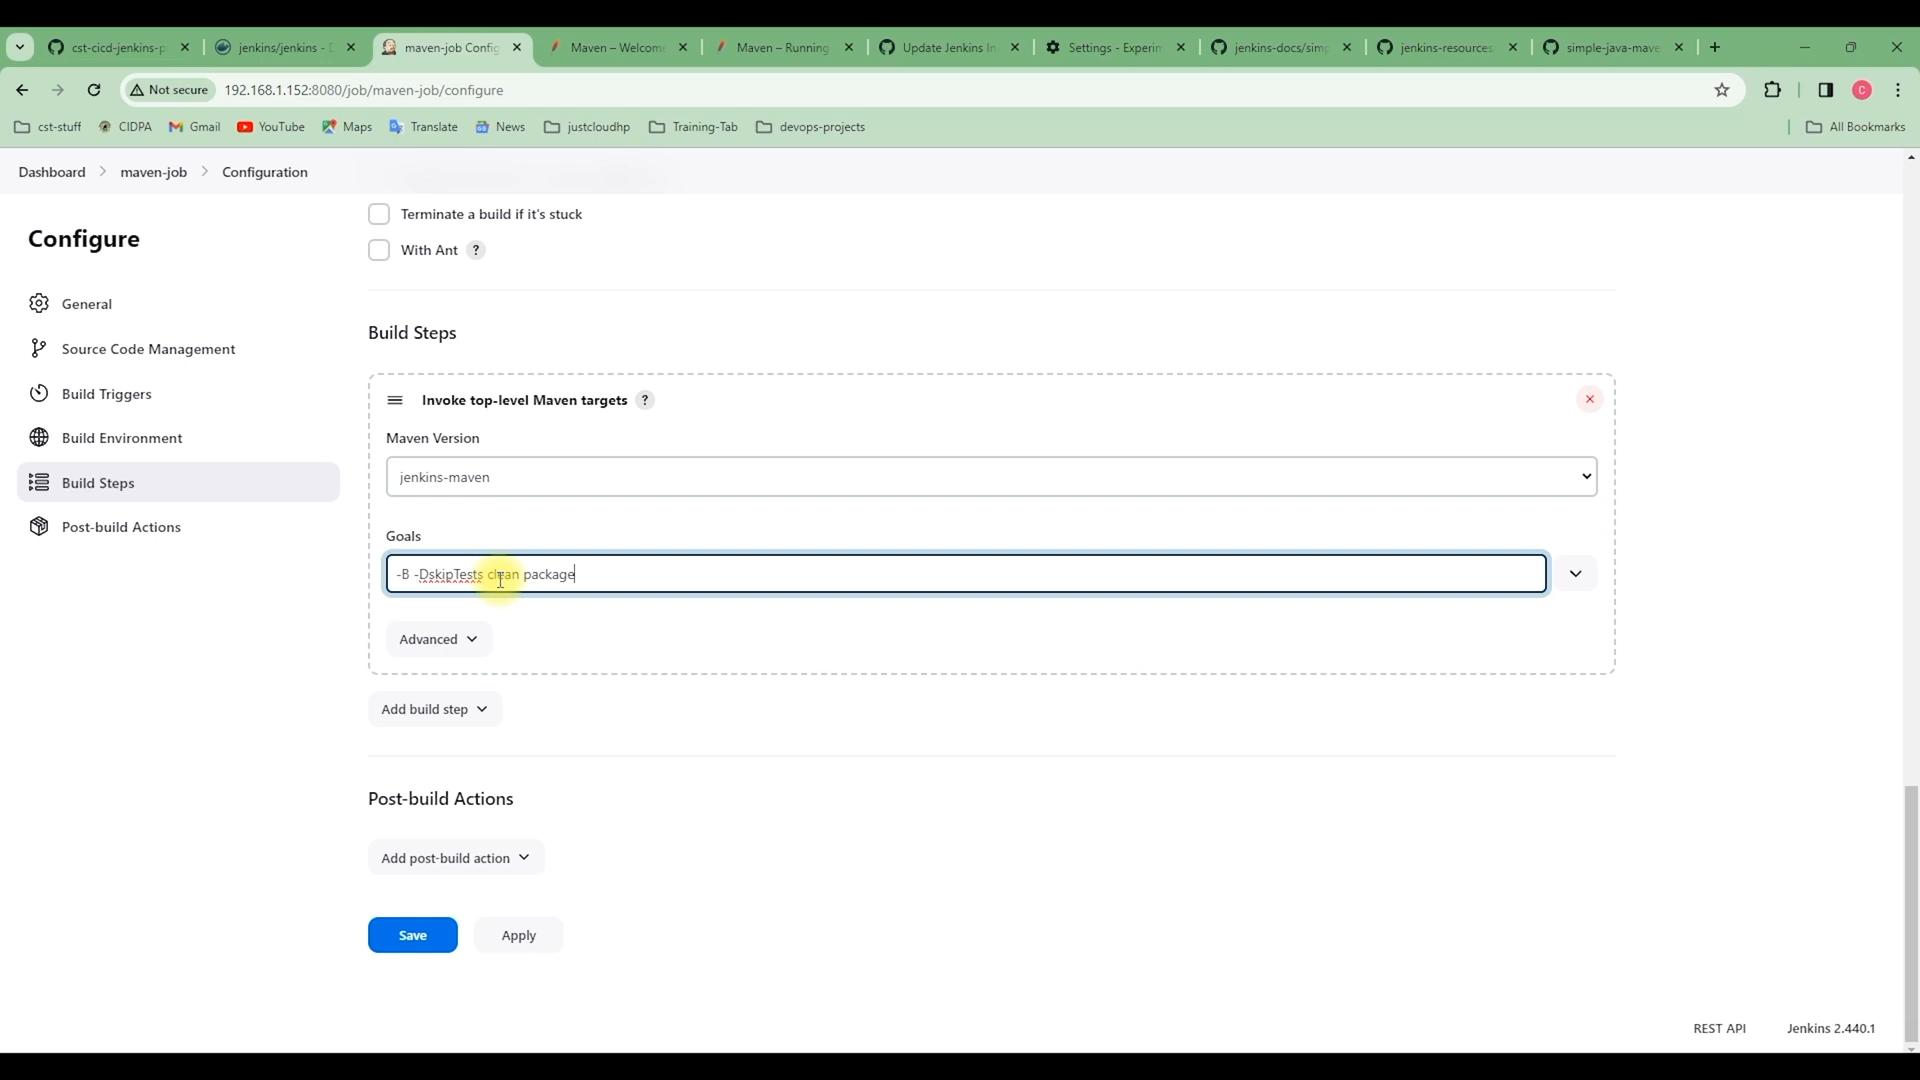 cst-cicd-jenkins-p
jenkins/jenkins - D
maven-job Config
Maven – Welcome
Maven – Running
Update Jenkins In
Settings - Experim
jenkins-docs/simp
jenkins-resources
simple-java-mave
Not secure
192.168.1.152:8080/job/maven-job/configure
C
cst-stuff
CIDPA
Gmail
YouTube
Maps
Translate
News
justcloudhp
Training-Tab
devops-projects
All Bookmarks
Dashboard
maven-job
Configuration
Configure
General
Source Code Management
Build Triggers
Build Environment
Build Steps
Post-build Actions
Terminate a build if it's stuck
With Ant ?
Build Steps
Invoke top-level Maven targets ?
Maven Version
jenkins-maven
Goals
-B -DskipTests clean package
Advanced
Add build step
Post-build Actions
Add post-build action
Save
Apply
REST API
Jenkins 2.440.1